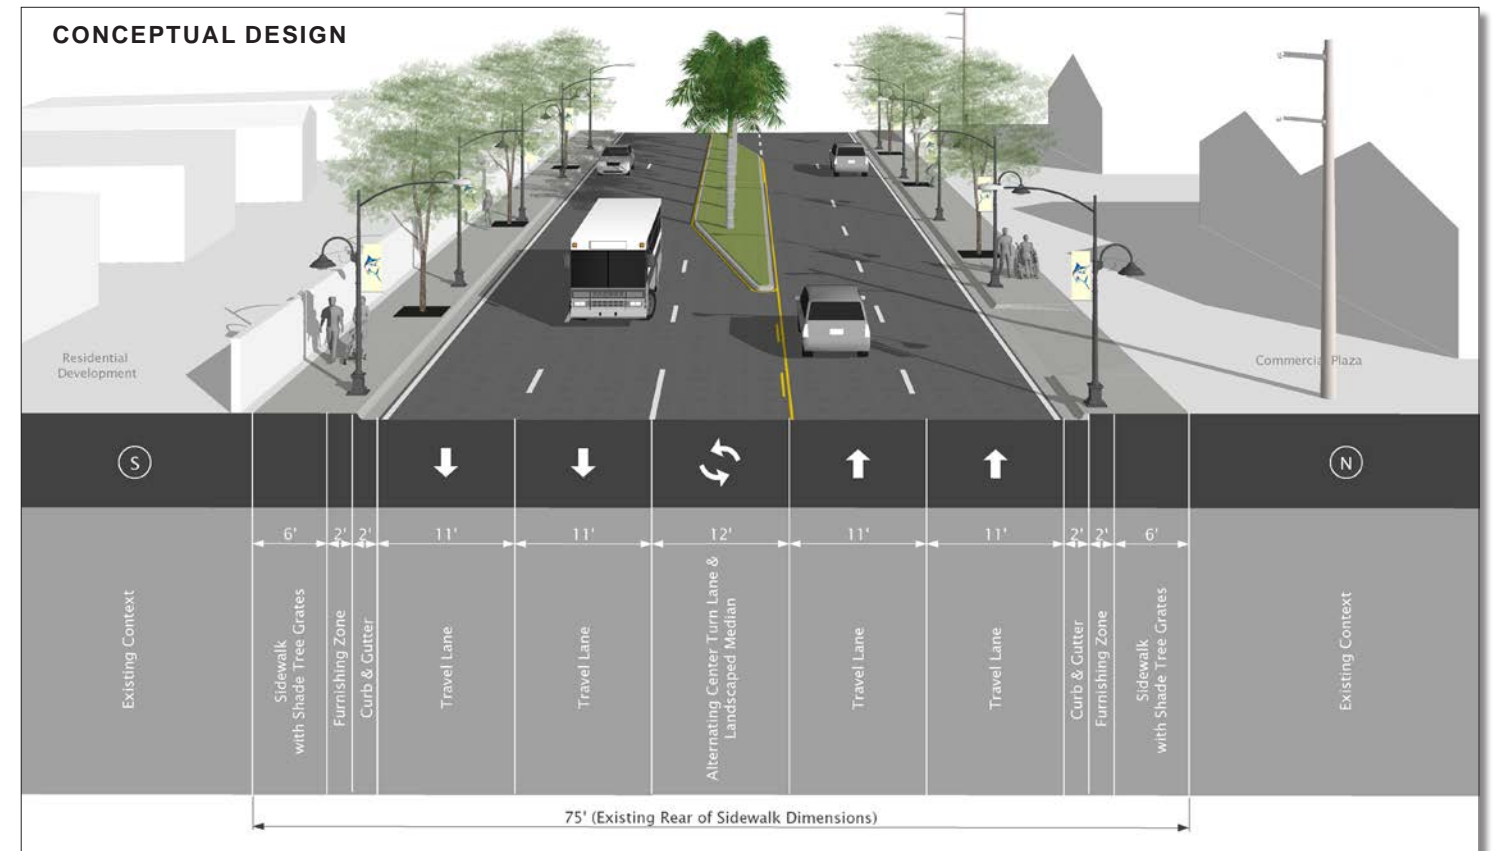 CONCEPTUAL DESIGN
Residential
Development
Commercial Plaza
S
N
6'
2'
2'
11'
11'
12'
11'
11'
2'
2'
6'
Existing Context
Sidewalk
with Shade Tree Grates
Furnishing Zone
Curb & Gutter
Travel Lane
Travel Lane
Alternating Center Turn Lane &
Landscaped Median
Travel Lane
Travel Lane
Curb & Gutter
Furnishing Zone
Sidewalk
with Shade Tree Grates
Existing Context
75' (Existing Rear of Sidewalk Dimensions)